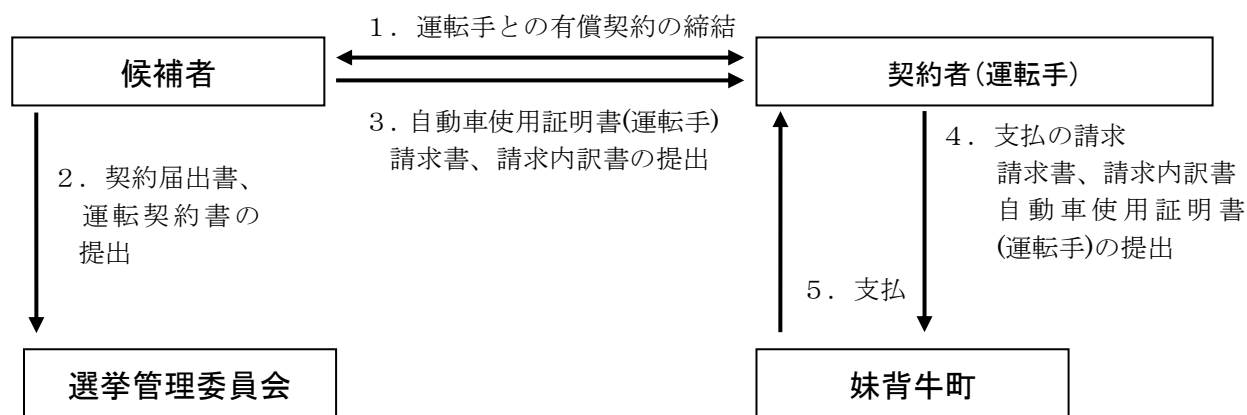 1．運転手との有償契約の締結
候補者
契約者(運転手)
3．自動車使用証明書(運転手)
請求書、請求内訳書の提出
4．支払の請求
請求書、請求内訳書
自動車使用証明書
(運転手)の提出
2．契約届出書、
運転契約書の
提出
5．支払
選挙管理委員会
妹背牛町